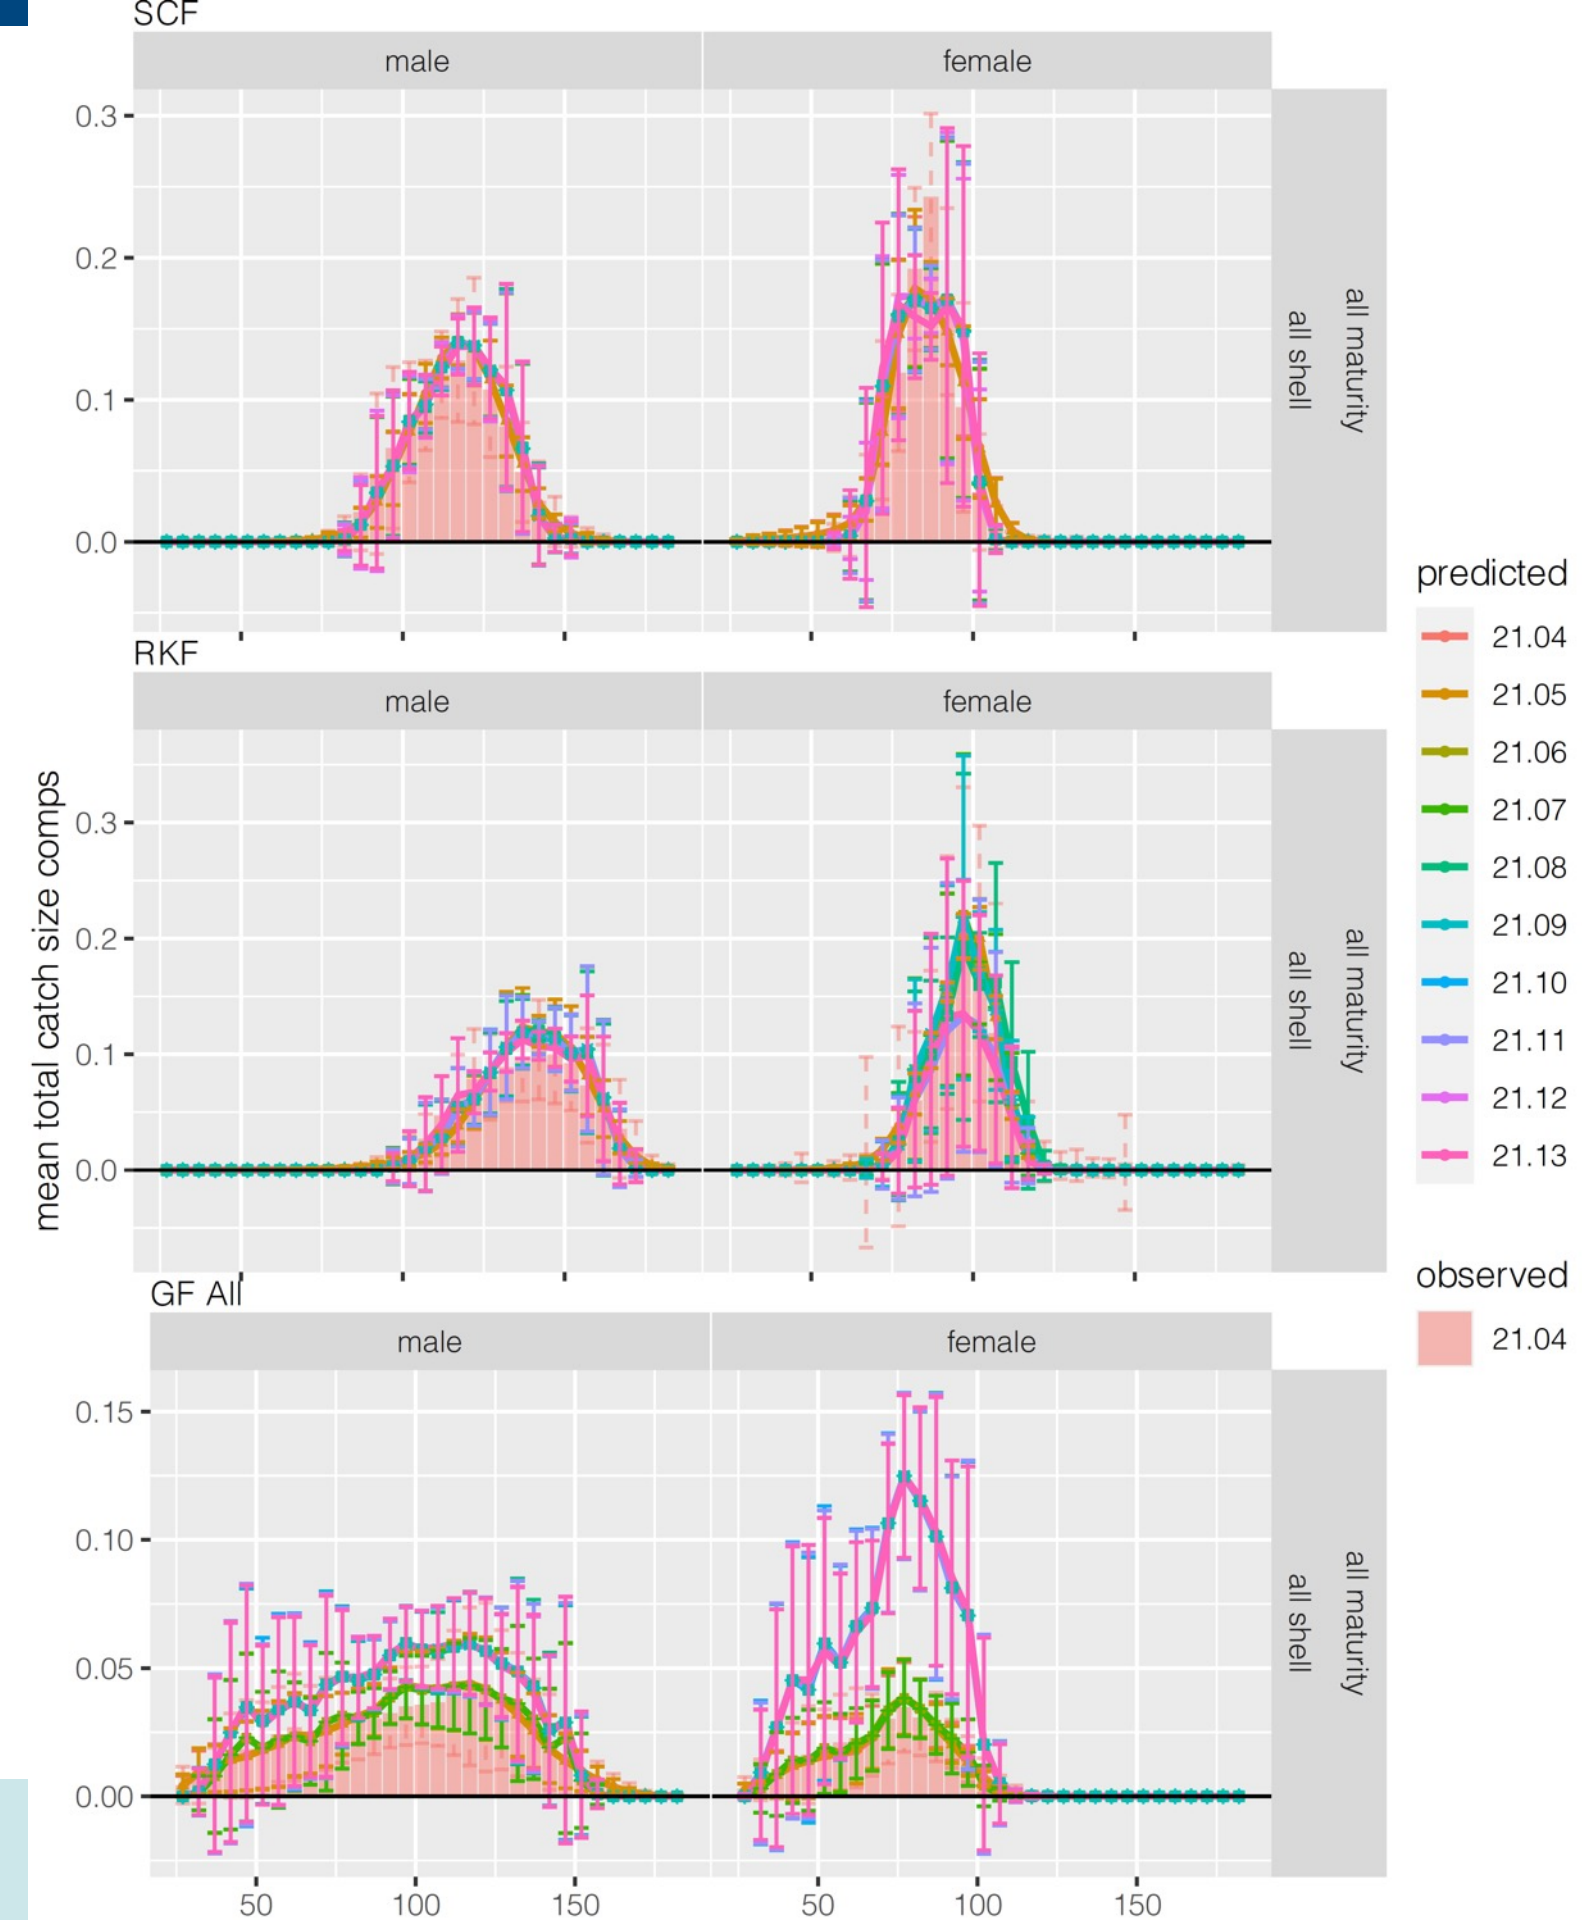 SCF
male
female
0.3
0.2
0.1
0.0
all shell
all maturity
RKF
male
female
0.3
0.2
0.1
0.0
all shell
all maturity
mean total catch size comps
GF All
male
female
0.15
0.10
0.05
0.00
all shell
all maturity
50 100 150 50 100 150
predicted
21.04
21.05
21.06
21.07
21.08
21.09
21.10
21.11
21.12
21.13
observed
21.04